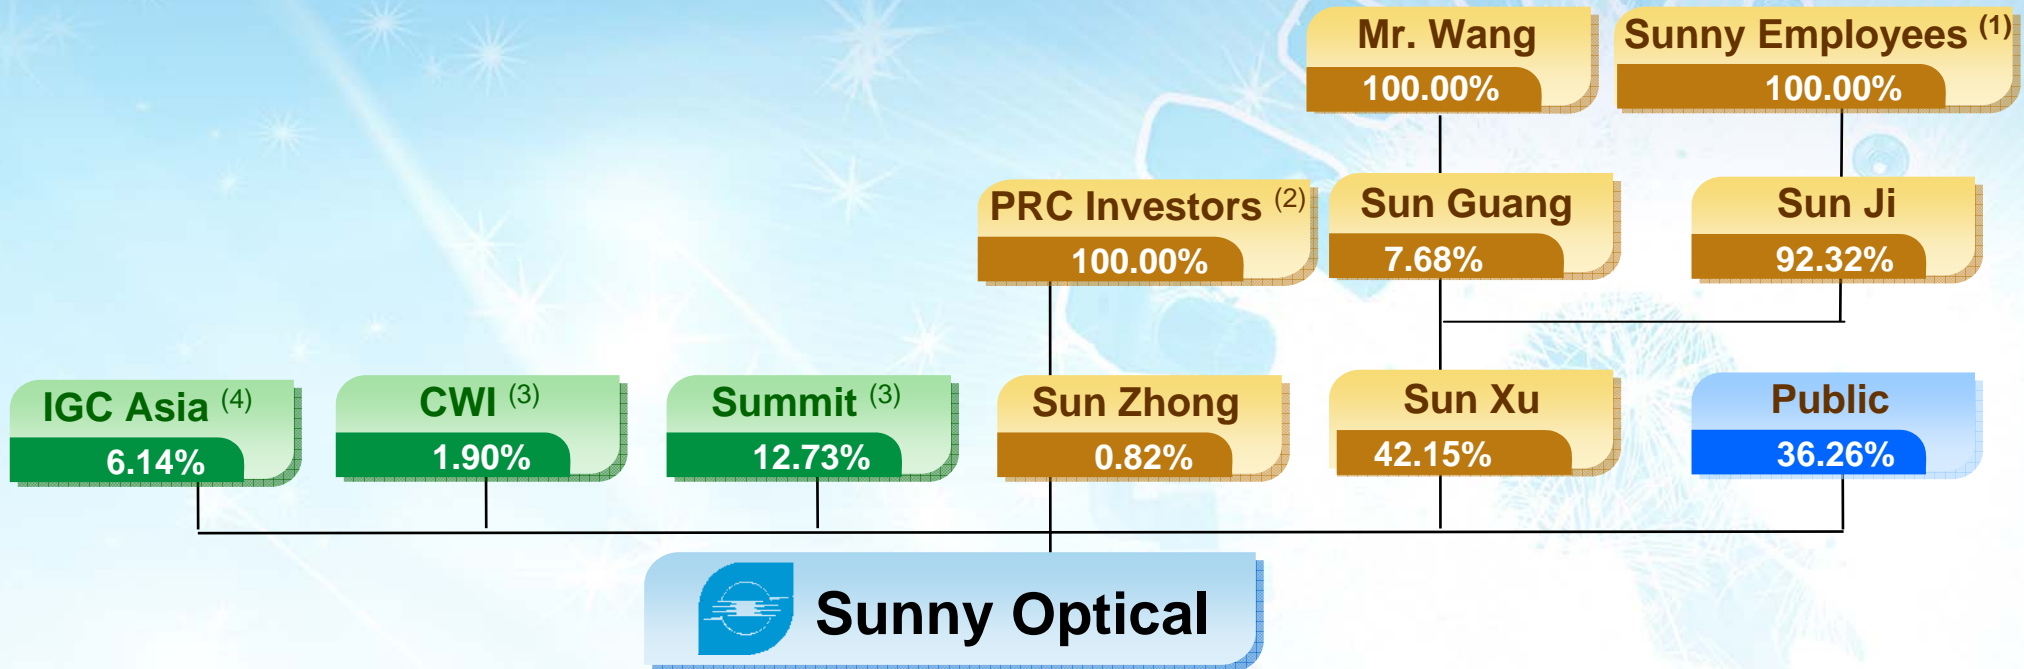 Mr. Wang
100.00%
Sunny Employees (1)
100.00%
PRC Investors (2)
100.00%
Sun Guang
7.68%
Sun Ji
92.32%
IGC Asia (4)
6.14%
CWI (3)
1.90%
Summit (3)
12.73%
Sun Zhong
0.82%
Sun Xu
42.15%
Public
36.26%
Sunny Optical